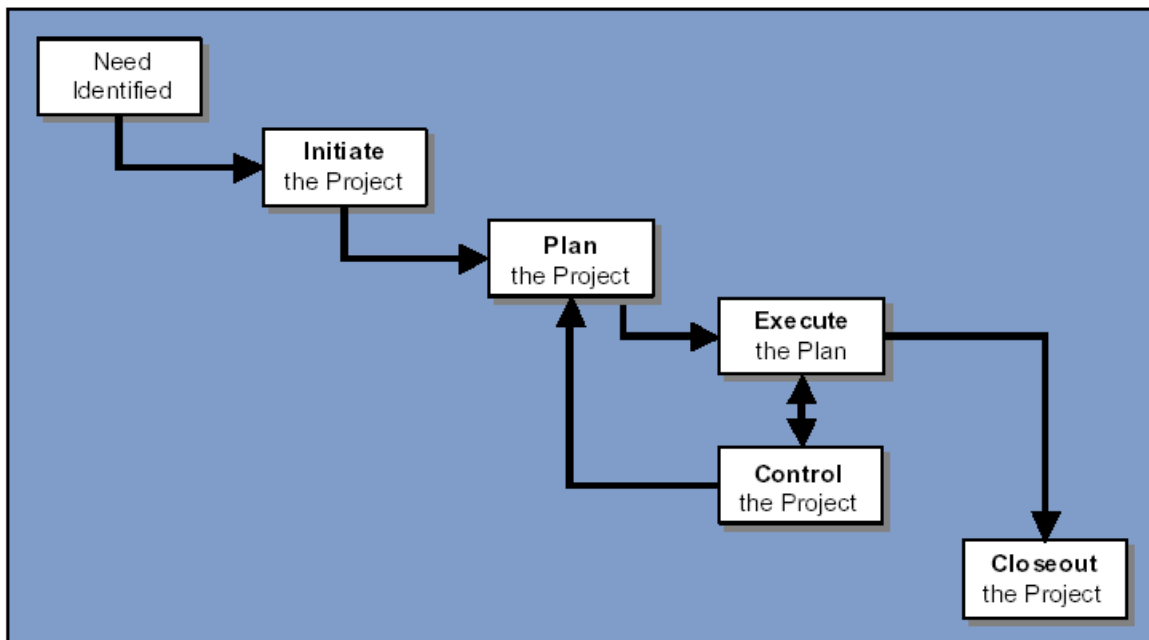 Need
Identified
Initiate
the Project
Plan
the Project
Execute
the Plan
Control
the Project
Closeout
the Project